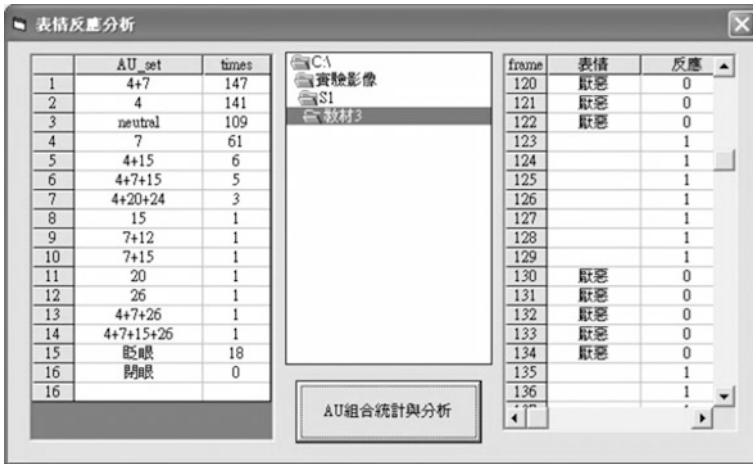 表情反應分析
AU_set times
1 4+7 147
2 4 141
3 neutral 109
4 7 61
5 4+15 6
6 4+7+15 5
7 4+20+24 3
8 15 1
9 7+12 1
10 7+15 1
11 20 1
12 26 1
13 4+7+26 1
14 4+7+15+26 1
15 眨眼 18
16 閉眼 0
16
C:\
實驗影像
S1
教材3
AU組合統計與分析
frame 表情 反應
120 厭惡 0
121 厭惡 0
122 厭惡 0
123 1
124 1
125 1
126 1
127 1
128 1
129 1
130 厭惡 0
131 厭惡 0
132 厭惡 0
133 厭惡 0
134 厭惡 0
135 1
136 1